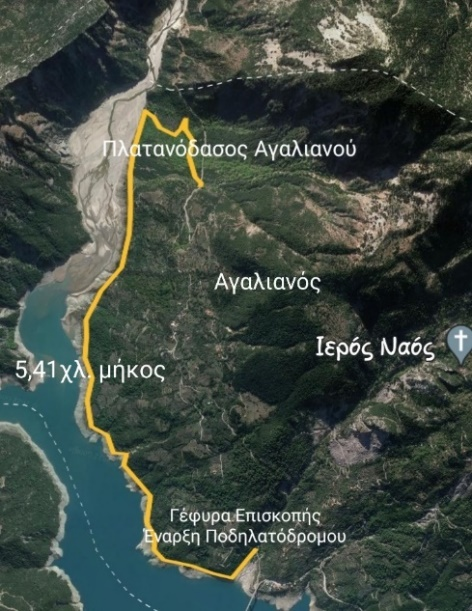 Πλατανόδασος Αγαλιανού
Αγαλιανός
Ιερός Ναός
5,41χλ. μήκος
Γέφυρα Επισκοπής
Έναρξη Ποδηλατόδρομου